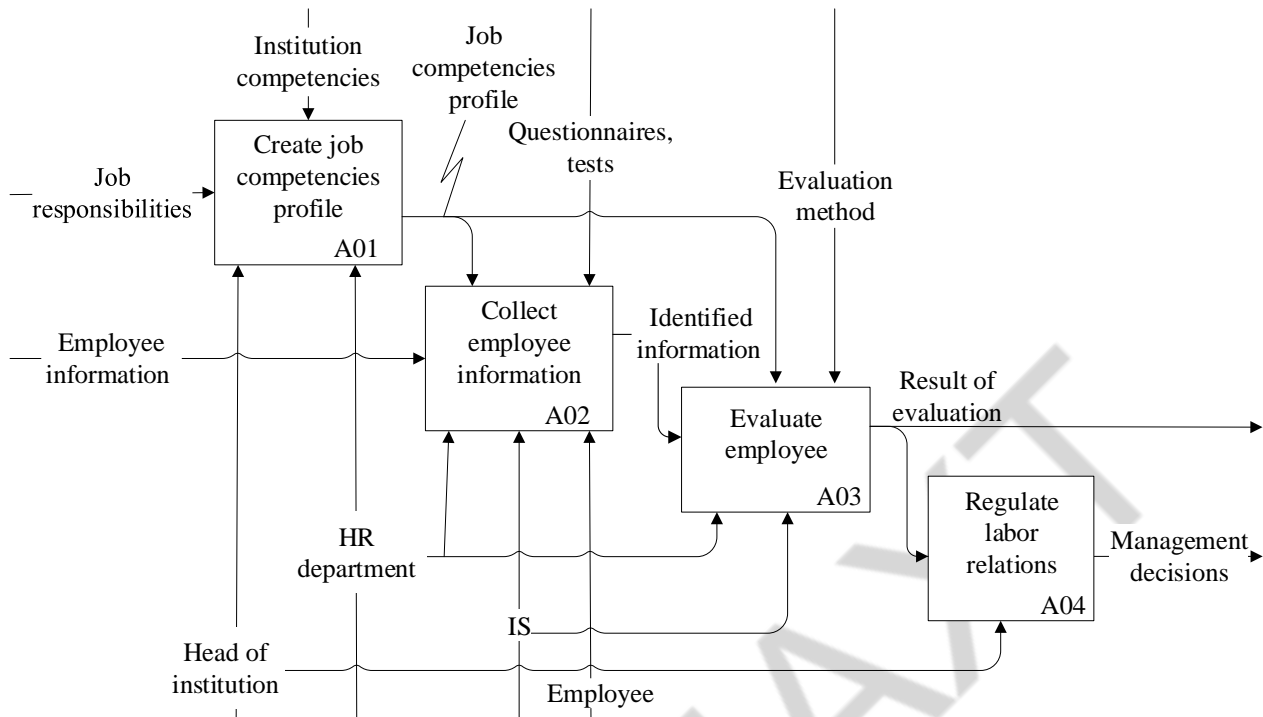 Institution
competencies
Job
competencies
profile
Questionnaires,
tests
Evaluation
method
Job
responsibilities
Create job
competencies
profile
A01
Employee
information
Collect
employee
information
A02
Identified
information
Evaluate
employee
A03
Result of
evaluation
Regulate
labor
relations
A04
Management
decisions
HR
department
IS
Head of
institution
Employee